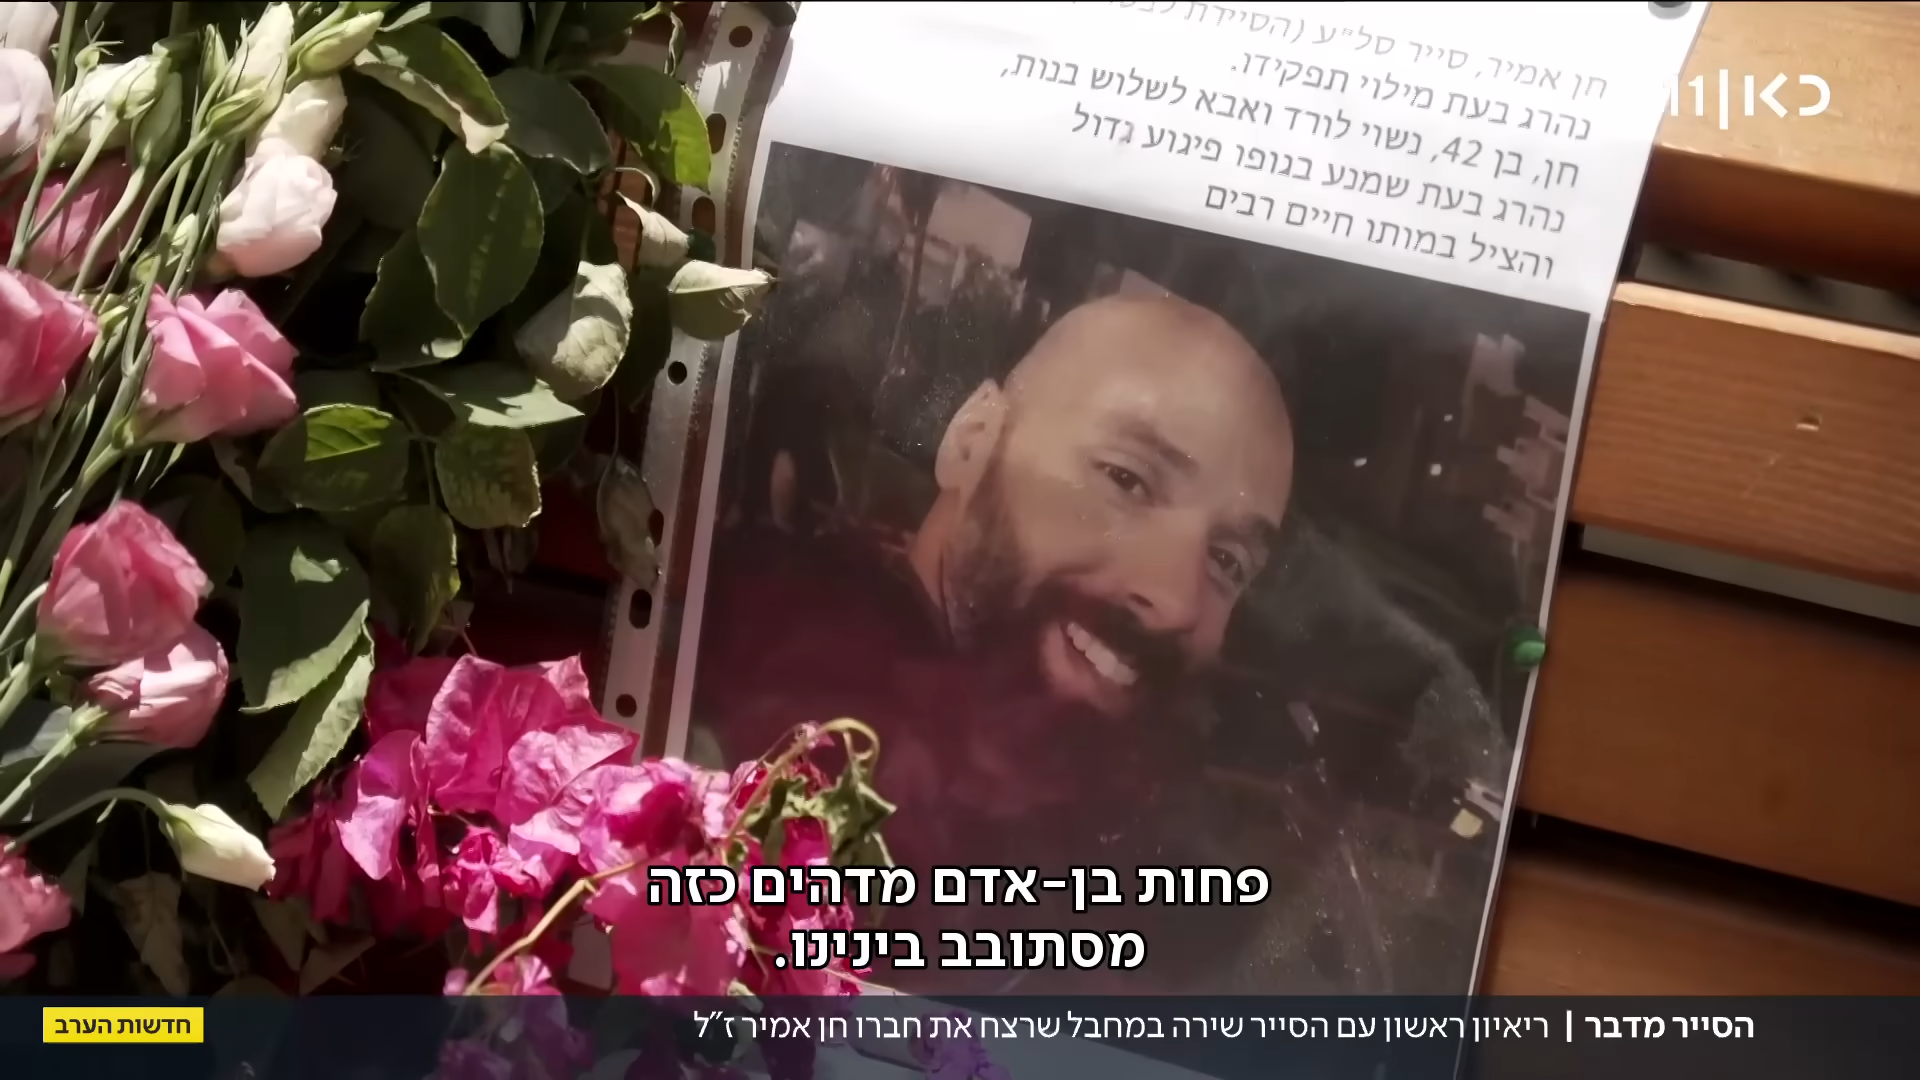 חן אמיר, סייר סל״ע (הסיירת
נהרג בעת מילוי תפקידו.
חן, בן 42, נשוי לורד ואבא לשלוש בנות,
נהרג בעת שמנע בגופו פיגוע גדול
והציל במותו חיים רבים
כאן|11
פחות בן-אדם מדהים כזה
מסתובב בינינו.
הסייר מדבר | ריאיון ראשון עם הסייר שירה במחבל שרצח את חברו חן אמיר ז״ל
חדשות הערב